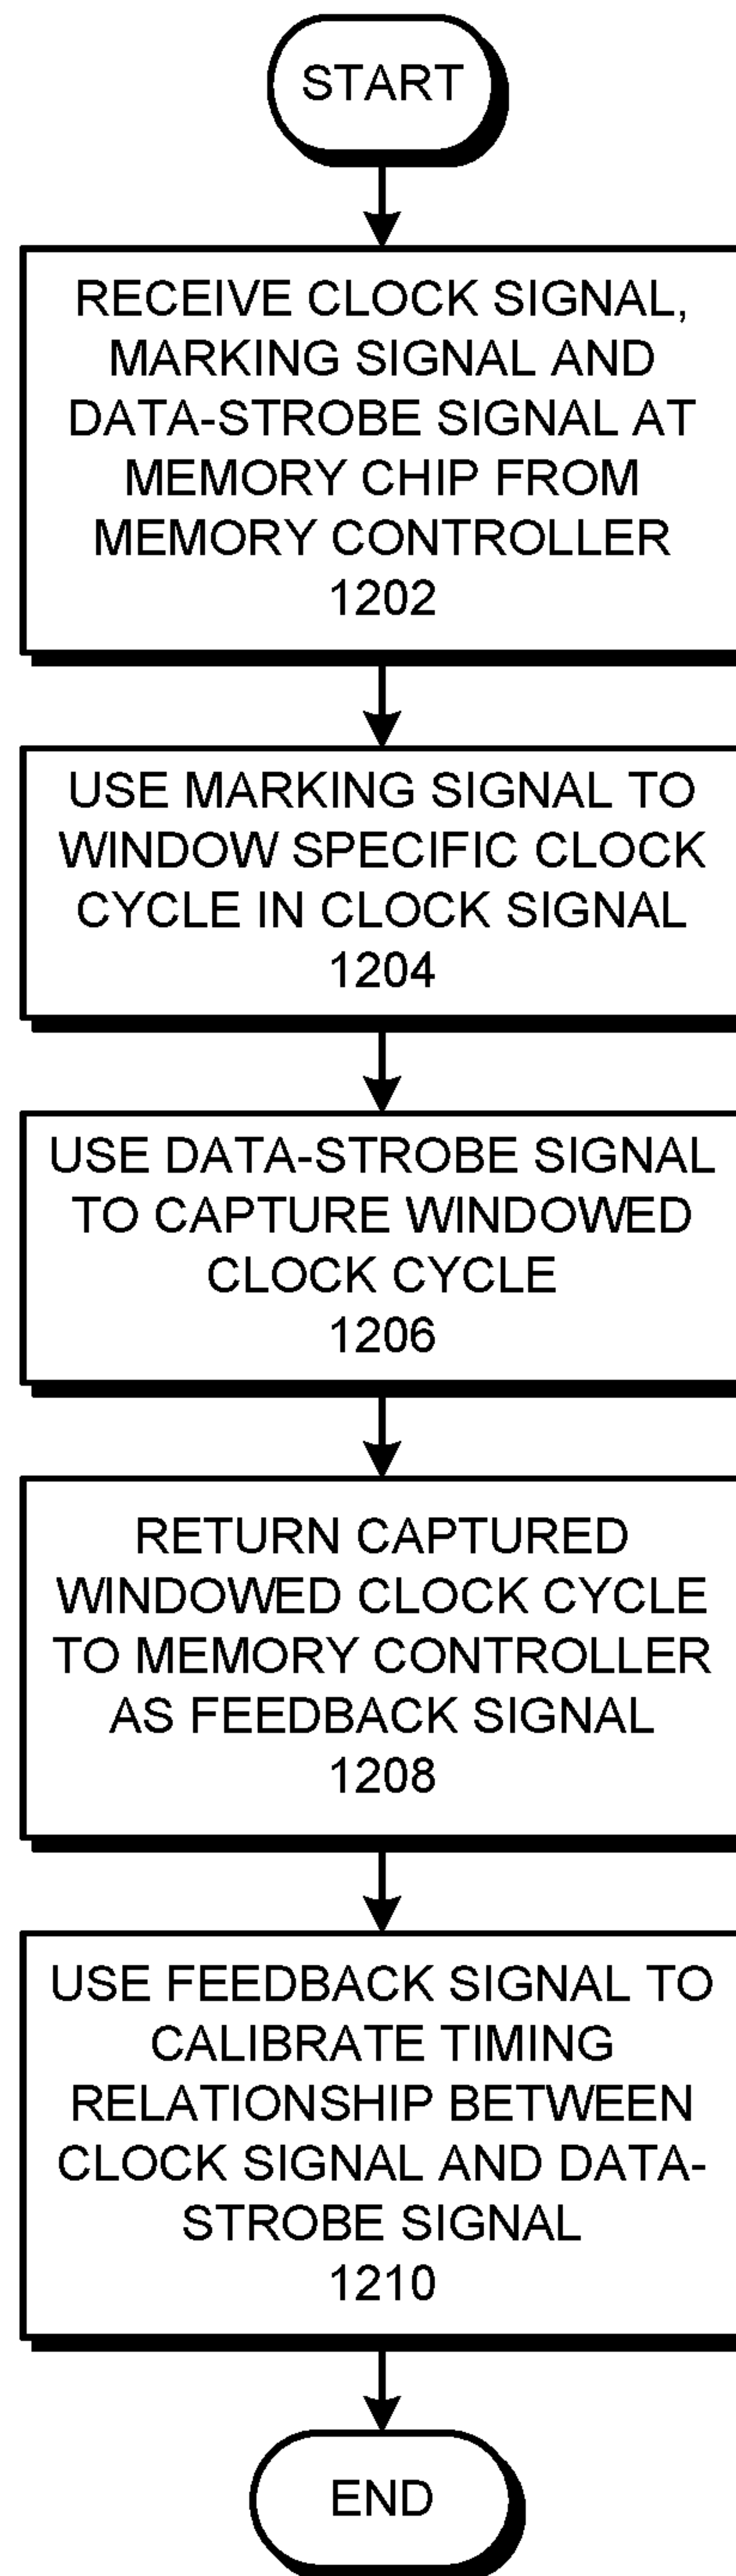 START
RECEIVE CLOCK SIGNAL,
MARKING SIGNAL AND
DATA-STROBE SIGNAL AT
MEMORY CHIP FROM
MEMORY CONTROLLER
1202
USE MARKING SIGNAL TO
WINDOW SPECIFIC CLOCK
CYCLE IN CLOCK SIGNAL
1204
USE DATA-STROBE SIGNAL
TO CAPTURE WINDOWED
CLOCK CYCLE
1206
RETURN CAPTURED
WINDOWED CLOCK CYCLE
TO MEMORY CONTROLLER
AS FEEDBACK SIGNAL
1208
USE FEEDBACK SIGNAL TO
CALIBRATE TIMING
RELATIONSHIP BETWEEN
CLOCK SIGNAL AND DATA-
STROBE SIGNAL
1210
END